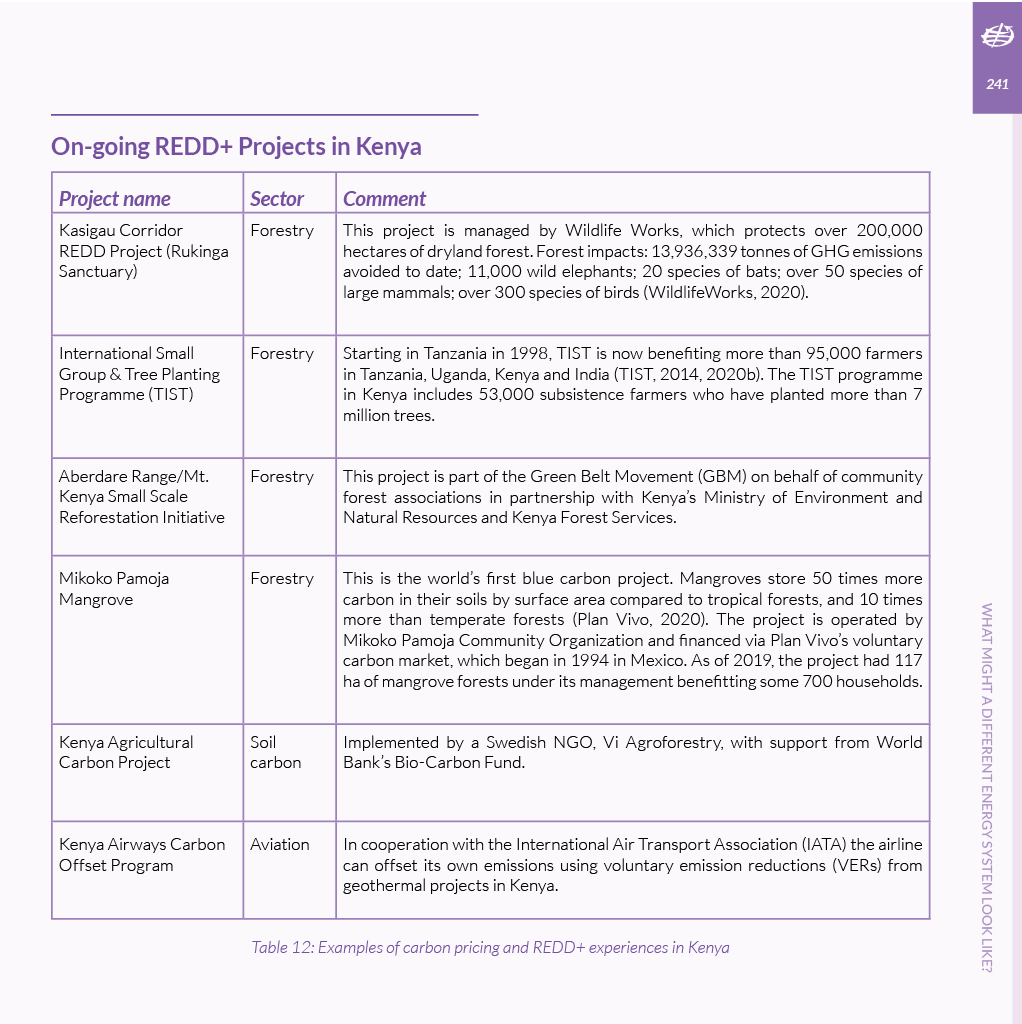 241
On-going REDD+ Projects in Kenya
Project name
Sector
Comment
Kasigau Corridor
REDD Project (Rukinga
Sanctuary)
Forestry
This project is managed by Wildlife Works, which protects over 200,000
hectares of dryland forest. Forest impacts: 13,936,339 tonnes of GHG emissions
avoided to date; 11,000 wild elephants; 20 species of bats; over 50 species of
large mammals; over 300 species of birds (WildlifeWorks, 2020).
International Small
Group & Tree Planting
Programme (TIST)
Forestry
Starting in Tanzania in 1998, TIST is now benefiting more than 95,000 farmers
in Tanzania, Uganda, Kenya and India (TIST, 2014, 2020b). The TIST programme
in Kenya includes 53,000 subsistence farmers who have planted more than 7
million trees.
Aberdare Range/Mt.
Kenya Small Scale
Reforestation Initiative
Forestry
This project is part of the Green Belt Movement (GBM) on behalf of community
forest associations in partnership with Kenya's Ministry of Environment and
Natural Resources and Kenya Forest Services.
Mikoko Pamoja
Mangrove
Forestry
This is the world's first blue carbon project. Mangroves store 50 times more
carbon in their soils by surface area compared to tropical forests, and 10 times
more than temperate forests (Plan Vivo, 2020). The project is operated by
Mikoko Pamoja Community Organization and financed via Plan Vivo's voluntary
carbon market, which began in 1994 in Mexico. As of 2019, the project had 117
ha of mangrove forests under its management benefitting some 700 households.
Kenya Agricultural
Carbon Project
Soil
carbon
Implemented by a Swedish NGO, Vi Agroforestry, with support from World
Bank's Bio-Carbon Fund.
Kenya Airways Carbon
Offset Program
Aviation
In cooperation with the International Air Transport Association (IATA) the airline
can offset its own emissions using voluntary emission reductions (VERs) from
geothermal projects in Kenya.
Table 12: Examples of carbon pricing and REDD+ experiences in Kenya
WHAT MIGHT A DIFFERENT ENERGY SYSTEM LOOK LIKE?